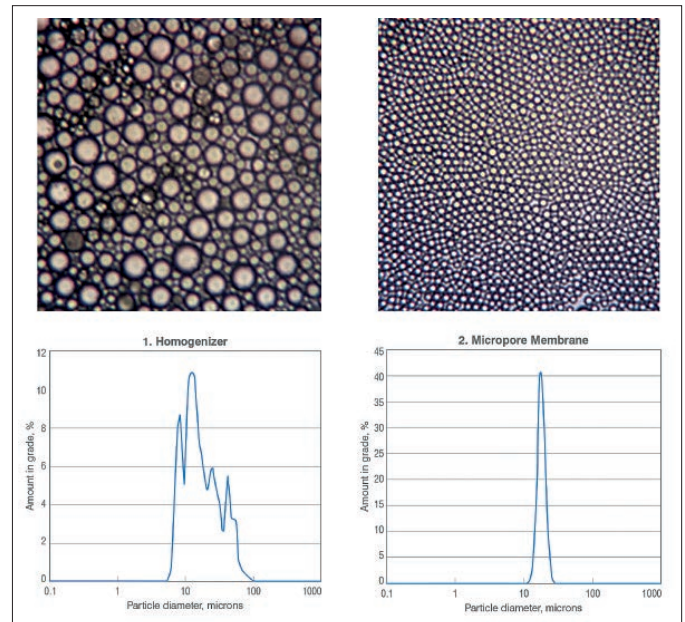 1. Homogenizer
12
10
8
6
4
2
0
Amount in grade, %
0.1 1 10 100 1000
Particle diameter, microns
2. Micropore Membrane
45
40
35
30
25
20
15
10
5
0
Amount in grade, %
0.1 1 10 100 1000
Particle diameter, microns